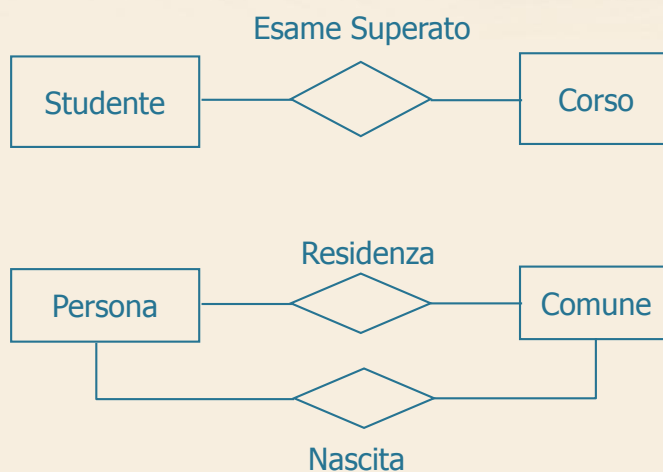 Esame Superato
Studente
Corso
Residenza
Persona
Comune
Nascita